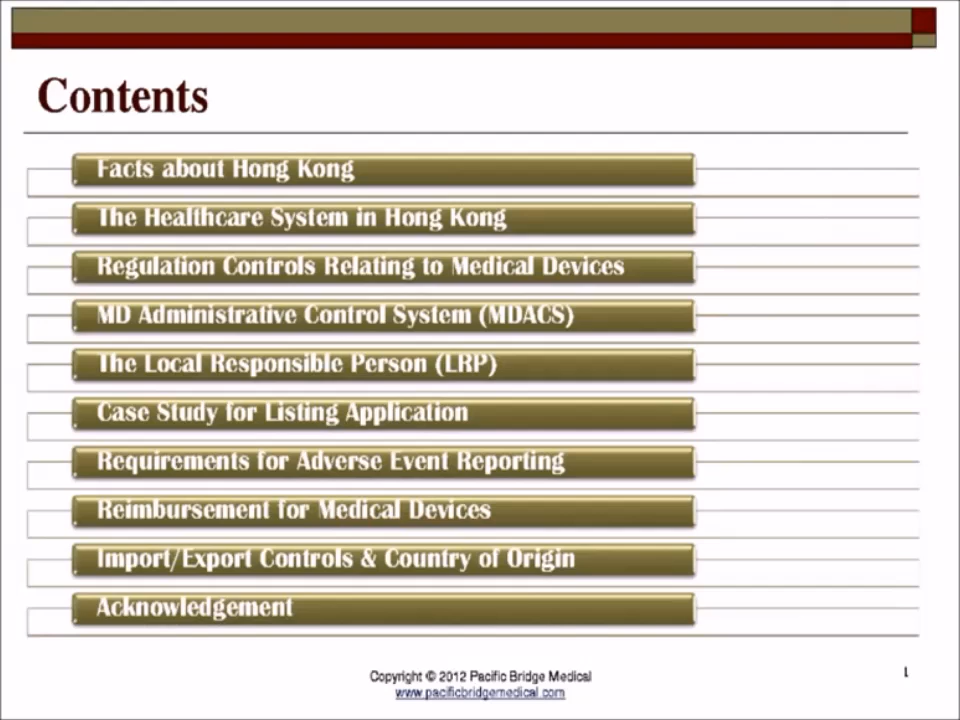 Contents
Facts about Hong Kong
The Healthcare System in Hong Kong
Regulation Controls Relating to Medical Devices
MD Administrative Control System (MDACS)
The Local Responsible Person (LRP)
Case Study for Listing Application
Requirements for Adverse Event Reporting
Reimbursement for Medical Devices
Import/Export Controls & Country of Origin
Acknowledgement
Copyright © 2012 Pacific Bridge Medical
www.pacificbridgemedical.com
1